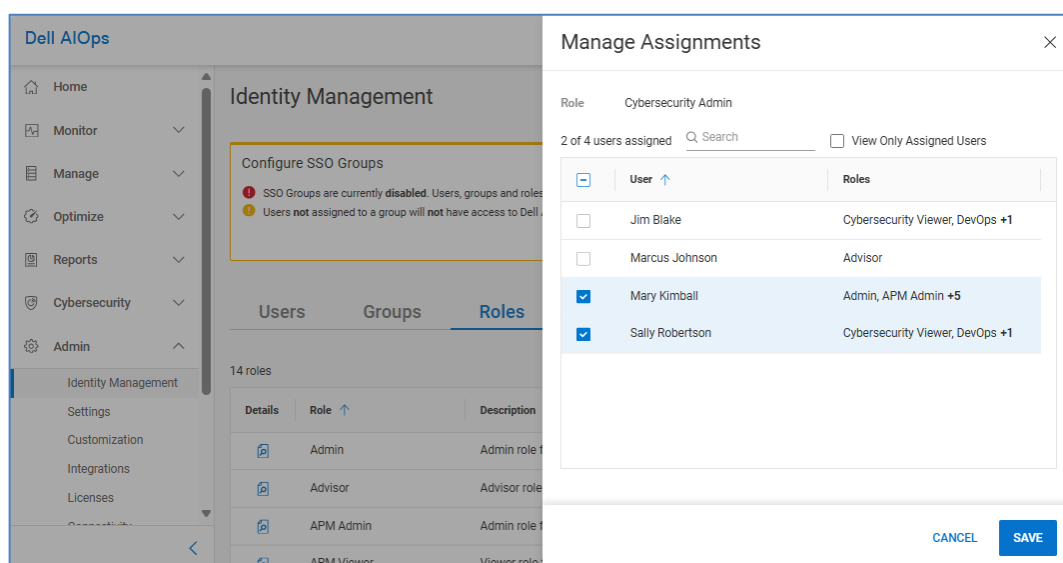 Dell AIOps
Home
Monitor
Manage
Optimize
Reports
Cybersecurity
Admin
Identity Management
Settings
Customization
Integrations
Licenses
Connectivity
Identity Management
Configure SSO Groups
SSO Groups are currently disabled. Users, groups and roles
Users not assigned to a group will not have access to Dell
Users Groups Roles
14 roles
Details Role Description
Admin Admin role f
Advisor Advisor role
APM Admin Admin role f
APM Viewer Viewer role
Manage Assignments
Role Cybersecurity Admin
2 of 4 users assigned Search View Only Assigned Users
User Roles
Jim Blake Cybersecurity Viewer, DevOps +1
Marcus Johnson Advisor
Mary Kimball Admin, APM Admin +5
Sally Robertson Cybersecurity Viewer, DevOps +1
CANCEL SAVE